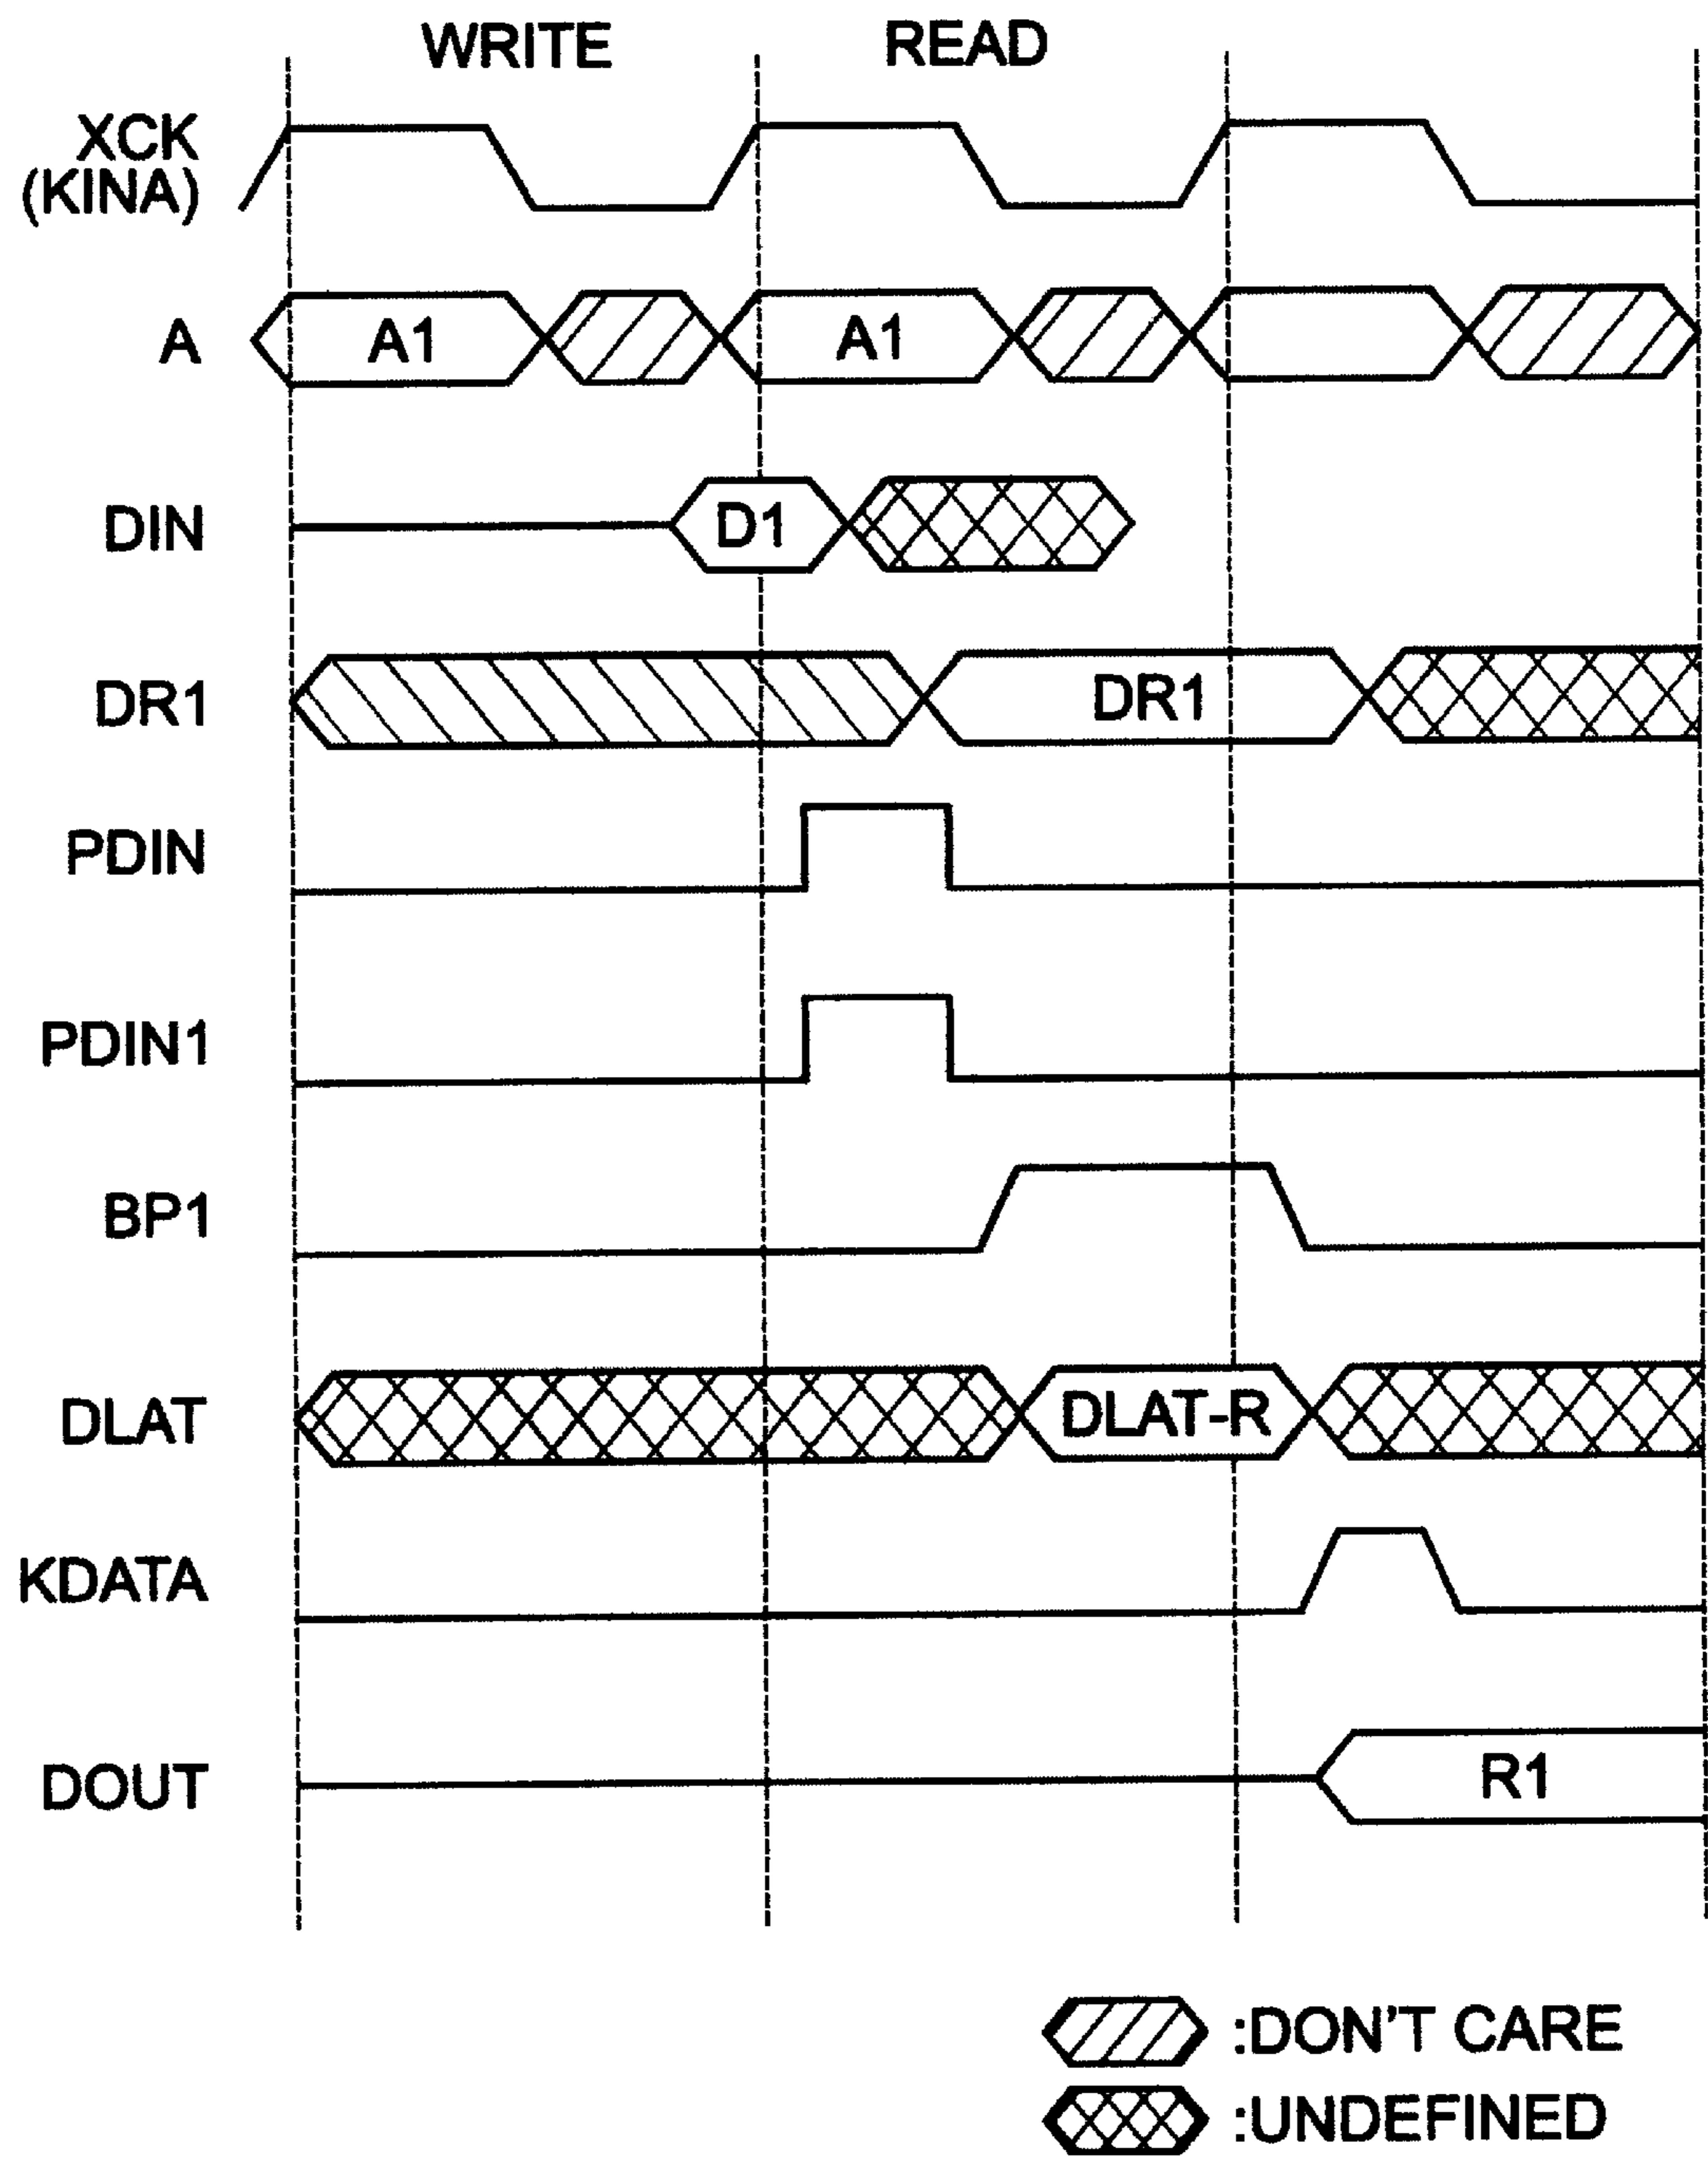 WRITE READ
XCK
(KINA)
A A1 A1
DIN D1
DR1 DR1
PDIN
PDIN1
BP1
DLAT DLAT-R
KDATA
DOUT R1
:DON'T CARE
:UNDEFINED